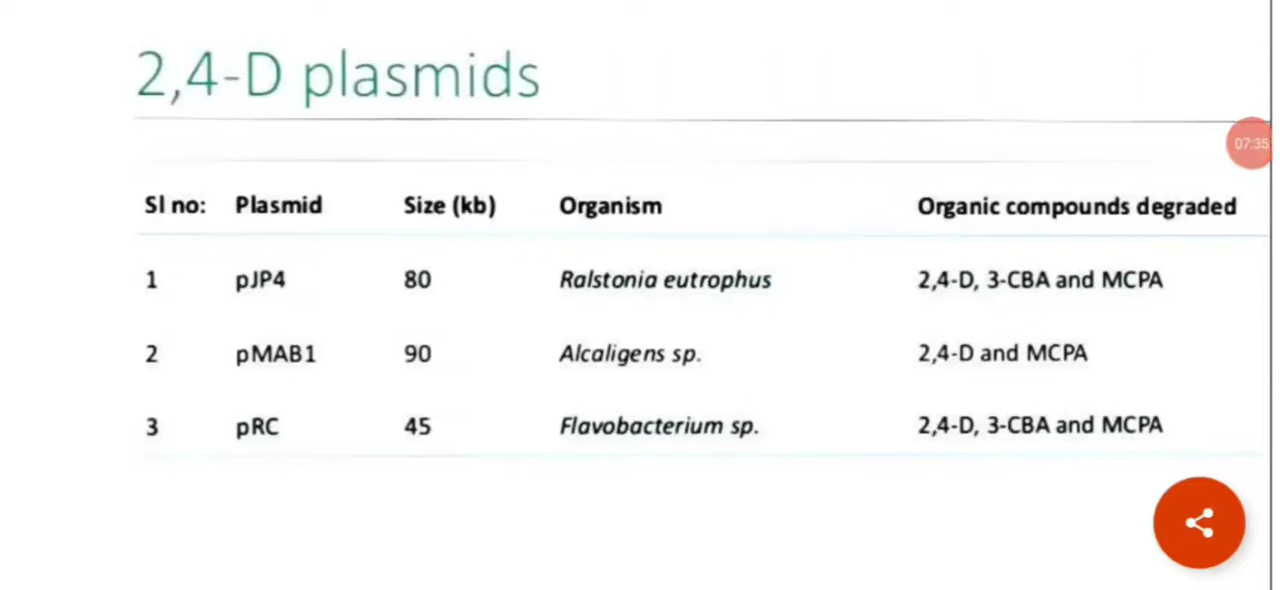 2,4-D plasmids
07:35
Sl no: Plasmid Size (kb) Organism Organic compounds degraded
1 pJP4 80 Ralstonia eutrophus 2,4-D, 3-CBA and MCPA
2 pMAB1 90 Alcaligens sp. 2,4-D and MCPA
3 pRC 45 Flavobacterium sp. 2,4-D, 3-CBA and MCPA